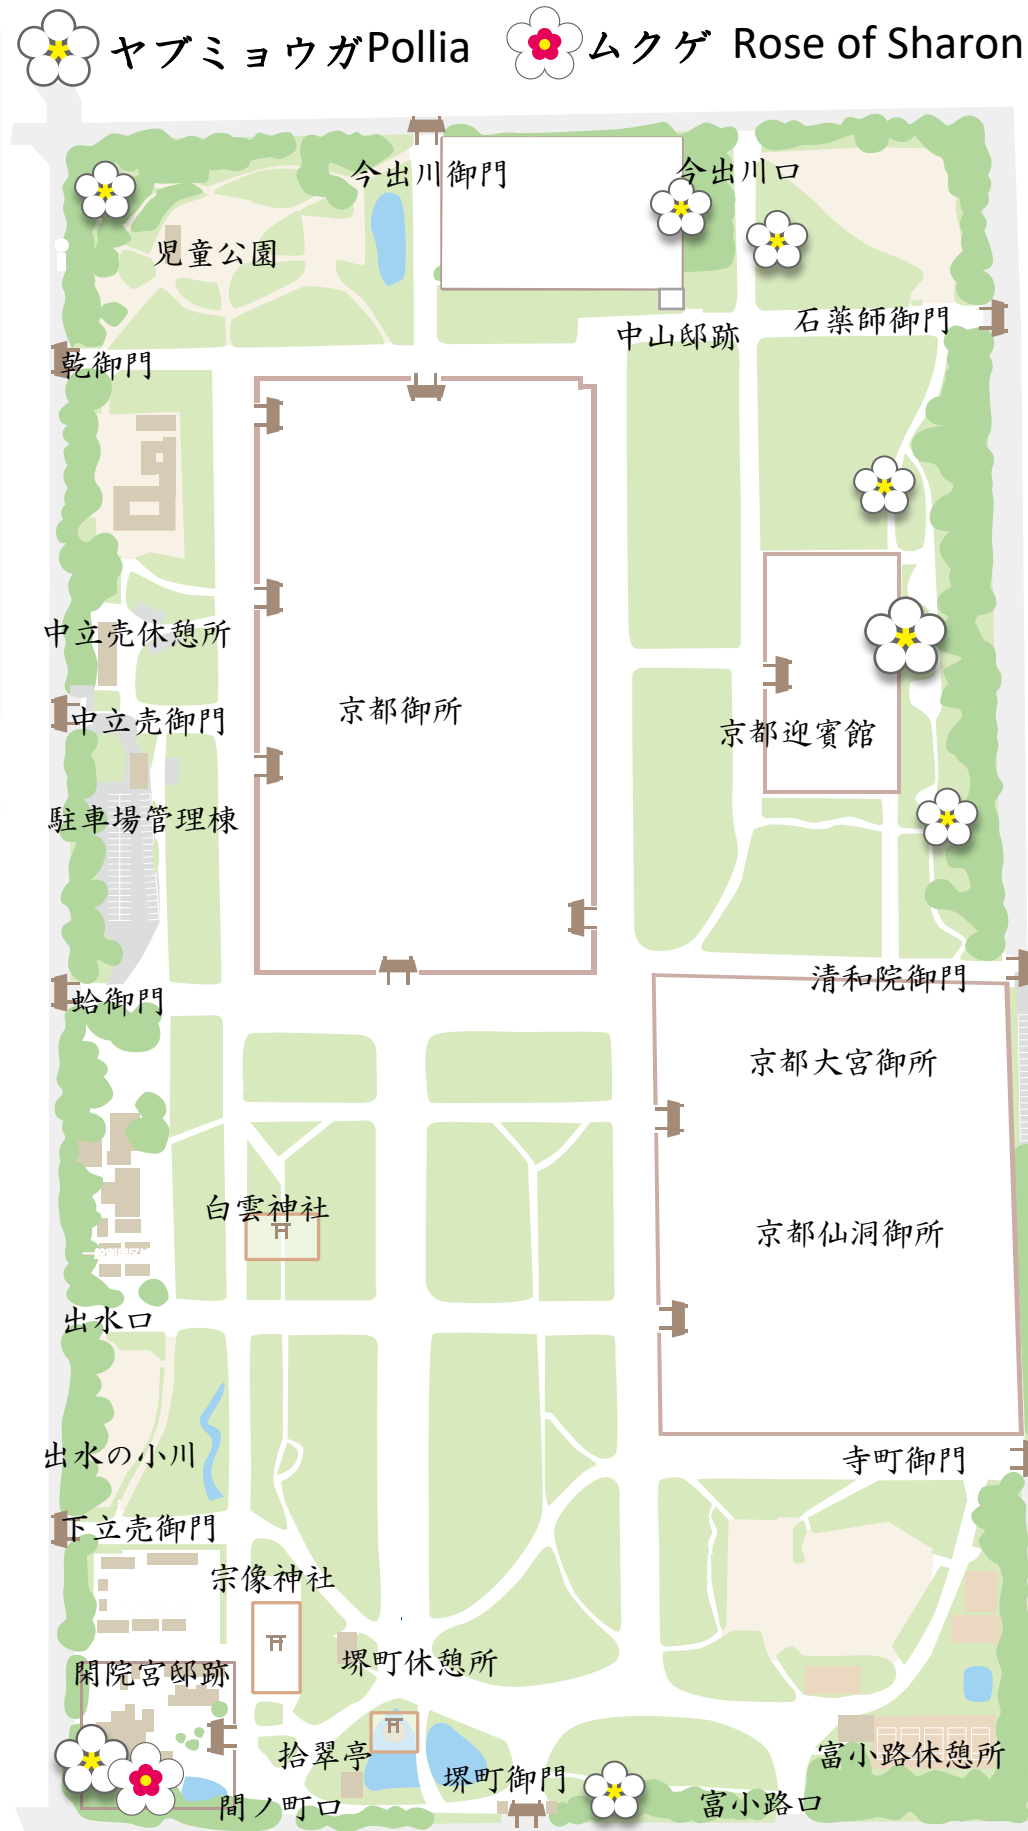 ヤブミョウガPollia
ムクゲ Rose of Sharon
今出川御門
今出川口
児童公園
石薬師御門
中山邸跡
乾御門
中立売休憩所
京都御所
中立売御門
京都迎賓館
駐車場管理棟
清和院御門
蛤御門
京都大宮御所
白雲神社
京都仙洞御所
出水口
出水の小川
寺町御門
下立売御門
宗像神社
堺町休憩所
閑院宮邸跡
拾翠亭
富小路休憩所
堺町御門
間ノ町口
富小路口